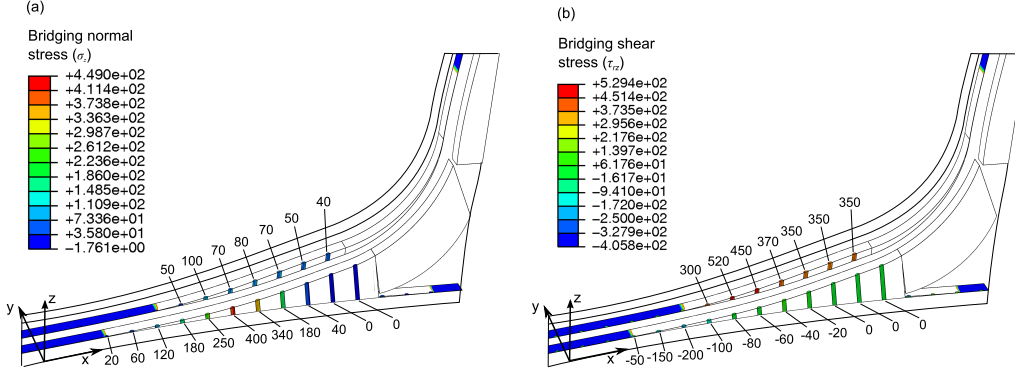 (a)
Bridging normal
stress (σz)
+4.490e+02
+4.114e+02
+3.738e+02
+3.363e+02
+2.987e+02
+2.612e+02
+2.236e+02
+1.860e+02
+1.485e+02
+1.109e+02
+7.336e+01
+3.580e+01
−1.761e+00
50
100
70
80
70
50
40
y
z
x
20
60
120
180
250
400
340
180
40
0
0
(b)
Bridging shear
stress (τrz)
+5.294e+02
+4.514e+02
+3.735e+02
+2.956e+02
+2.176e+02
+1.397e+02
+6.176e+01
−1.617e+01
−9.410e+01
−1.720e+02
−2.500e+02
−3.279e+02
−4.058e+02
300
520
450
370
350
350
350
y
z
x
-50
-150
-200
-100
-80
-60
-40
-20
0
0
0